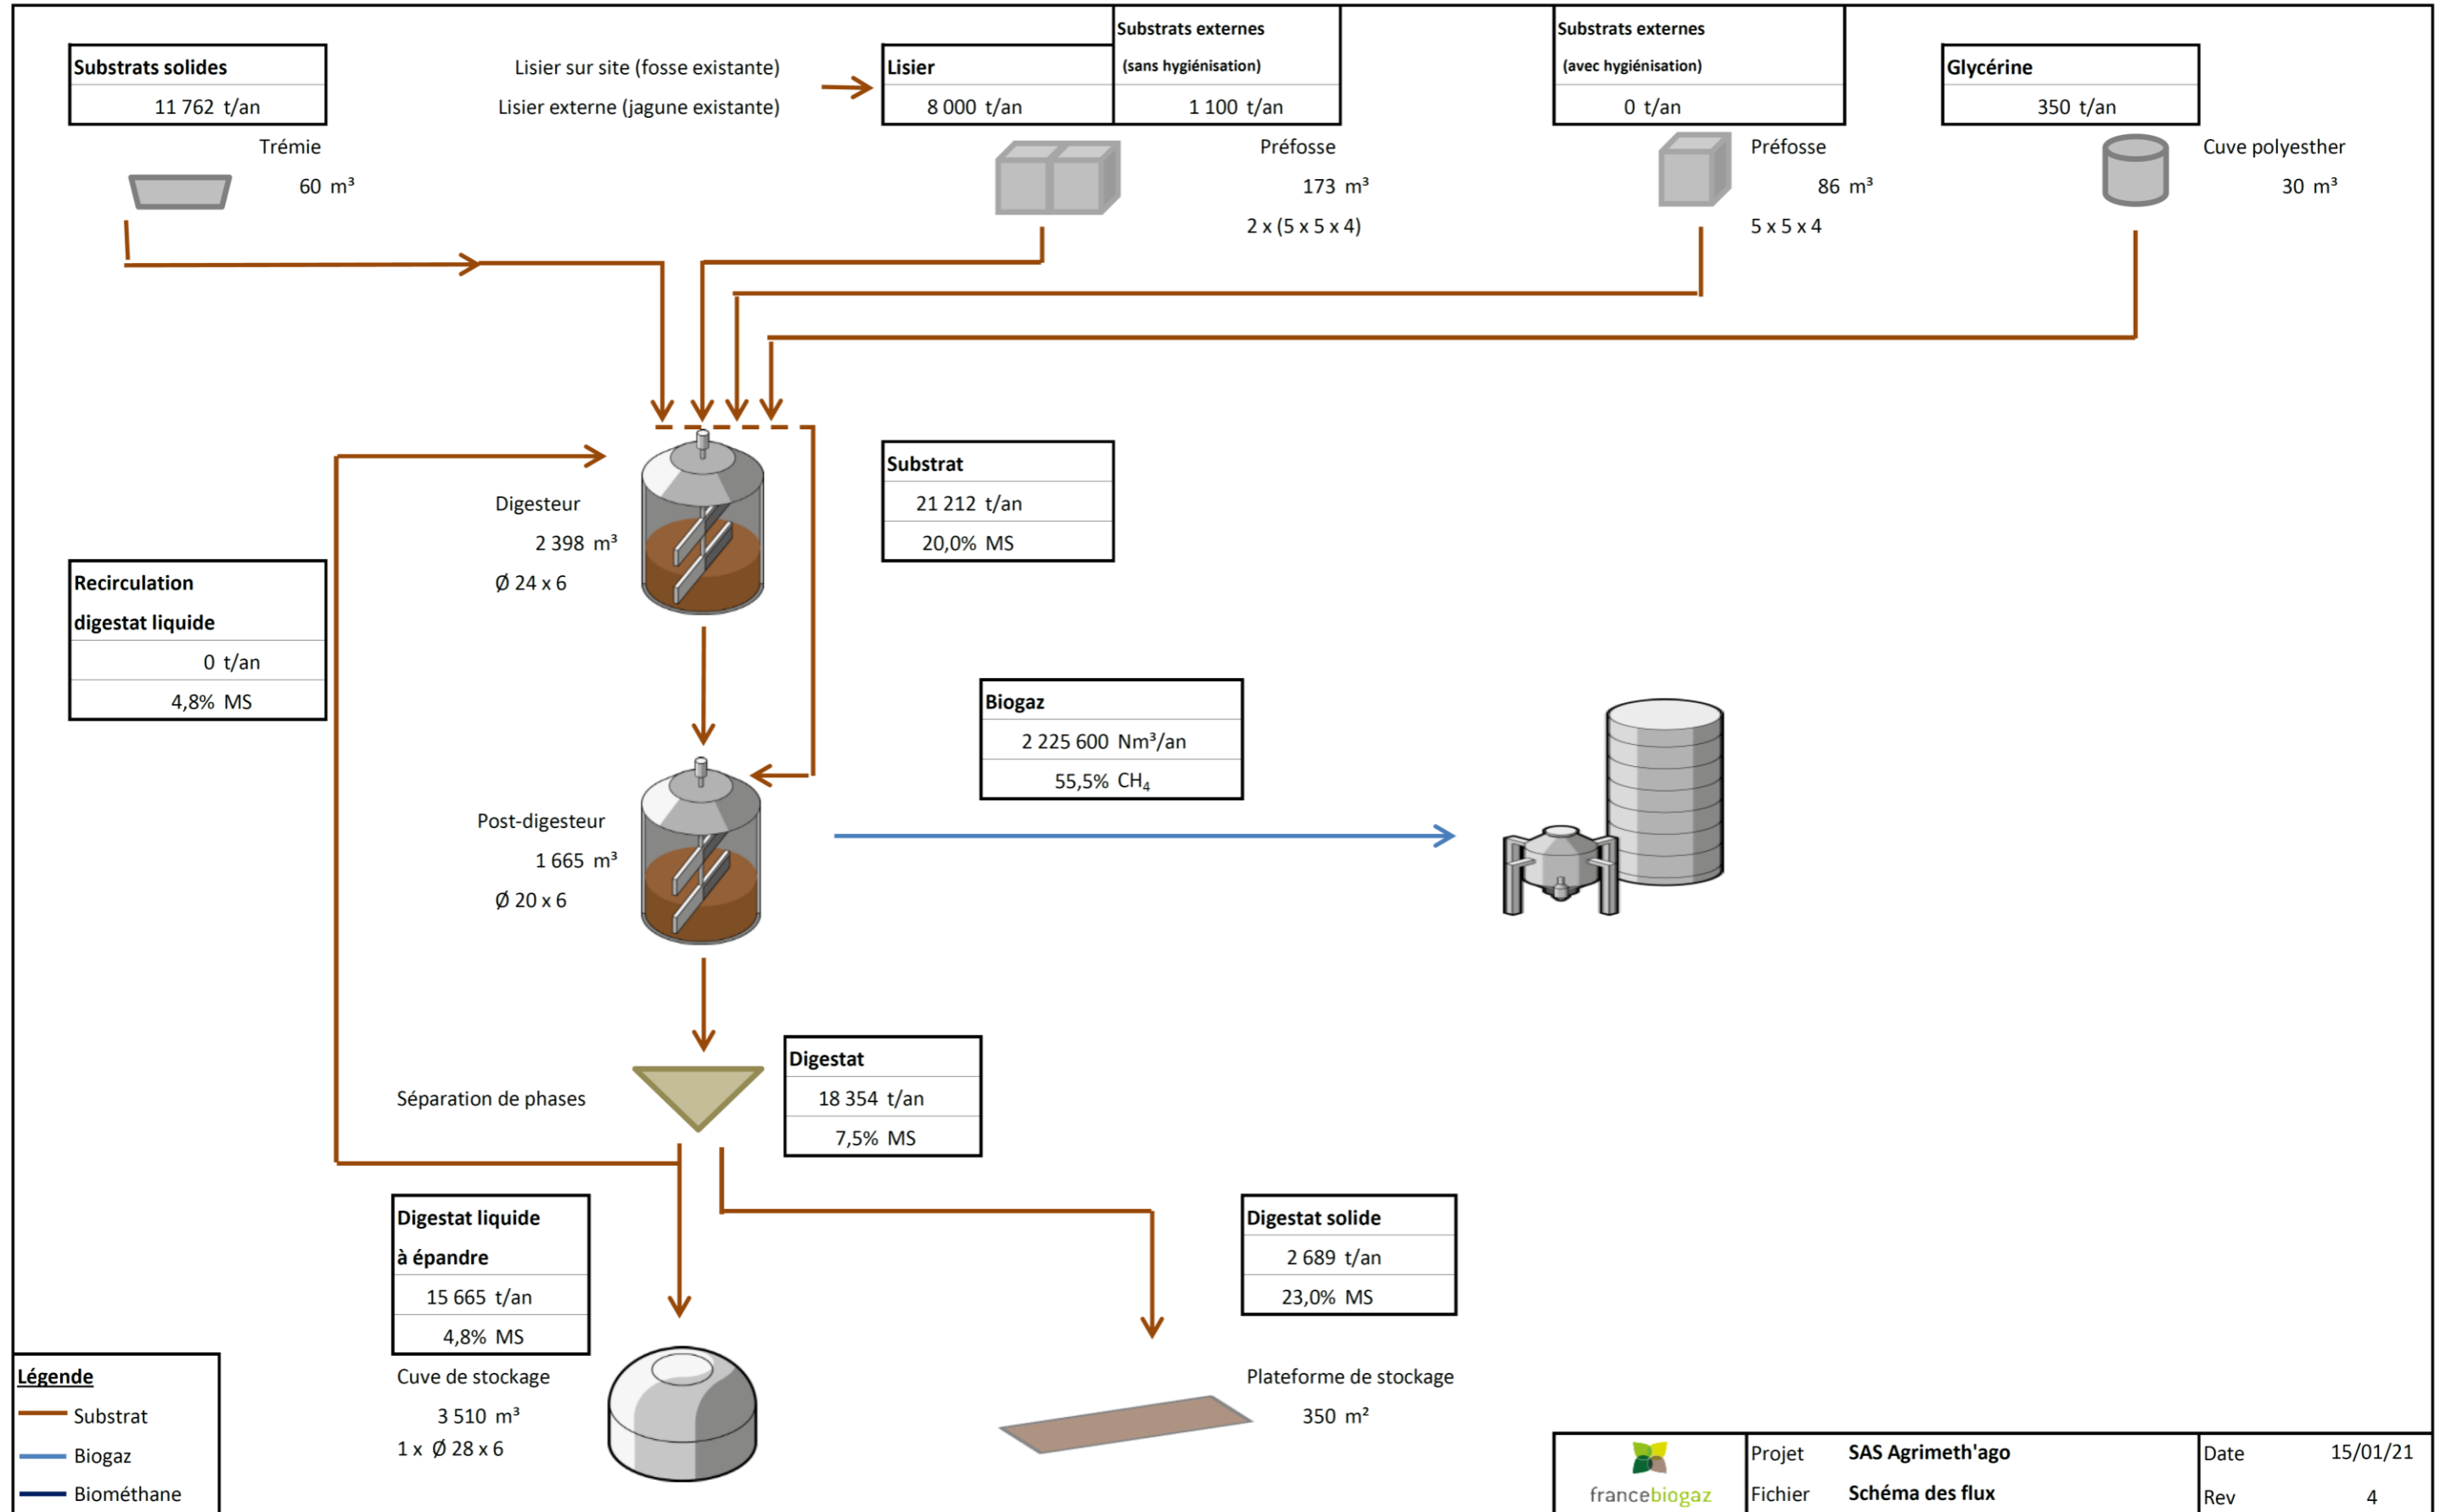 Substrats solides
11 762 t/an
Trémie
60 m³
Lisier sur site (fosse existante)
Lisier externe (jagune existante)
Lisier
8 000 t/an
Substrats externes
(sans hygiénisation)
1 100 t/an
Préfosse
173 m³
2 x (5 x 5 x 4)
Substrats externes
(avec hygiénisation)
0 t/an
Préfosse
86 m³
5 x 5 x 4
Glycérine
350 t/an
Cuve polyesther
30 m³
Digesteur
2 398 m³
Ø 24 x 6
Substrat
21 212 t/an
20,0% MS
Recirculation
digestat liquide
0 t/an
4,8% MS
Biogaz
2 225 600 Nm³/an
55,5% CH₄
Post-digesteur
1 665 m³
Ø 20 x 6
Séparation de phases
Digestat
18 354 t/an
7,5% MS
Digestat liquide
à épandre
15 665 t/an
4,8% MS
Cuve de stockage
3 510 m³
1 x Ø 28 x 6
Digestat solide
2 689 t/an
23,0% MS
Plateforme de stockage
350 m²
Légende
Substrat
Biogaz
Biométhane
francebiogaz
Projet SAS Agrimeth'ago
Fichier Schéma des flux
Date 15/01/21
Rev 4